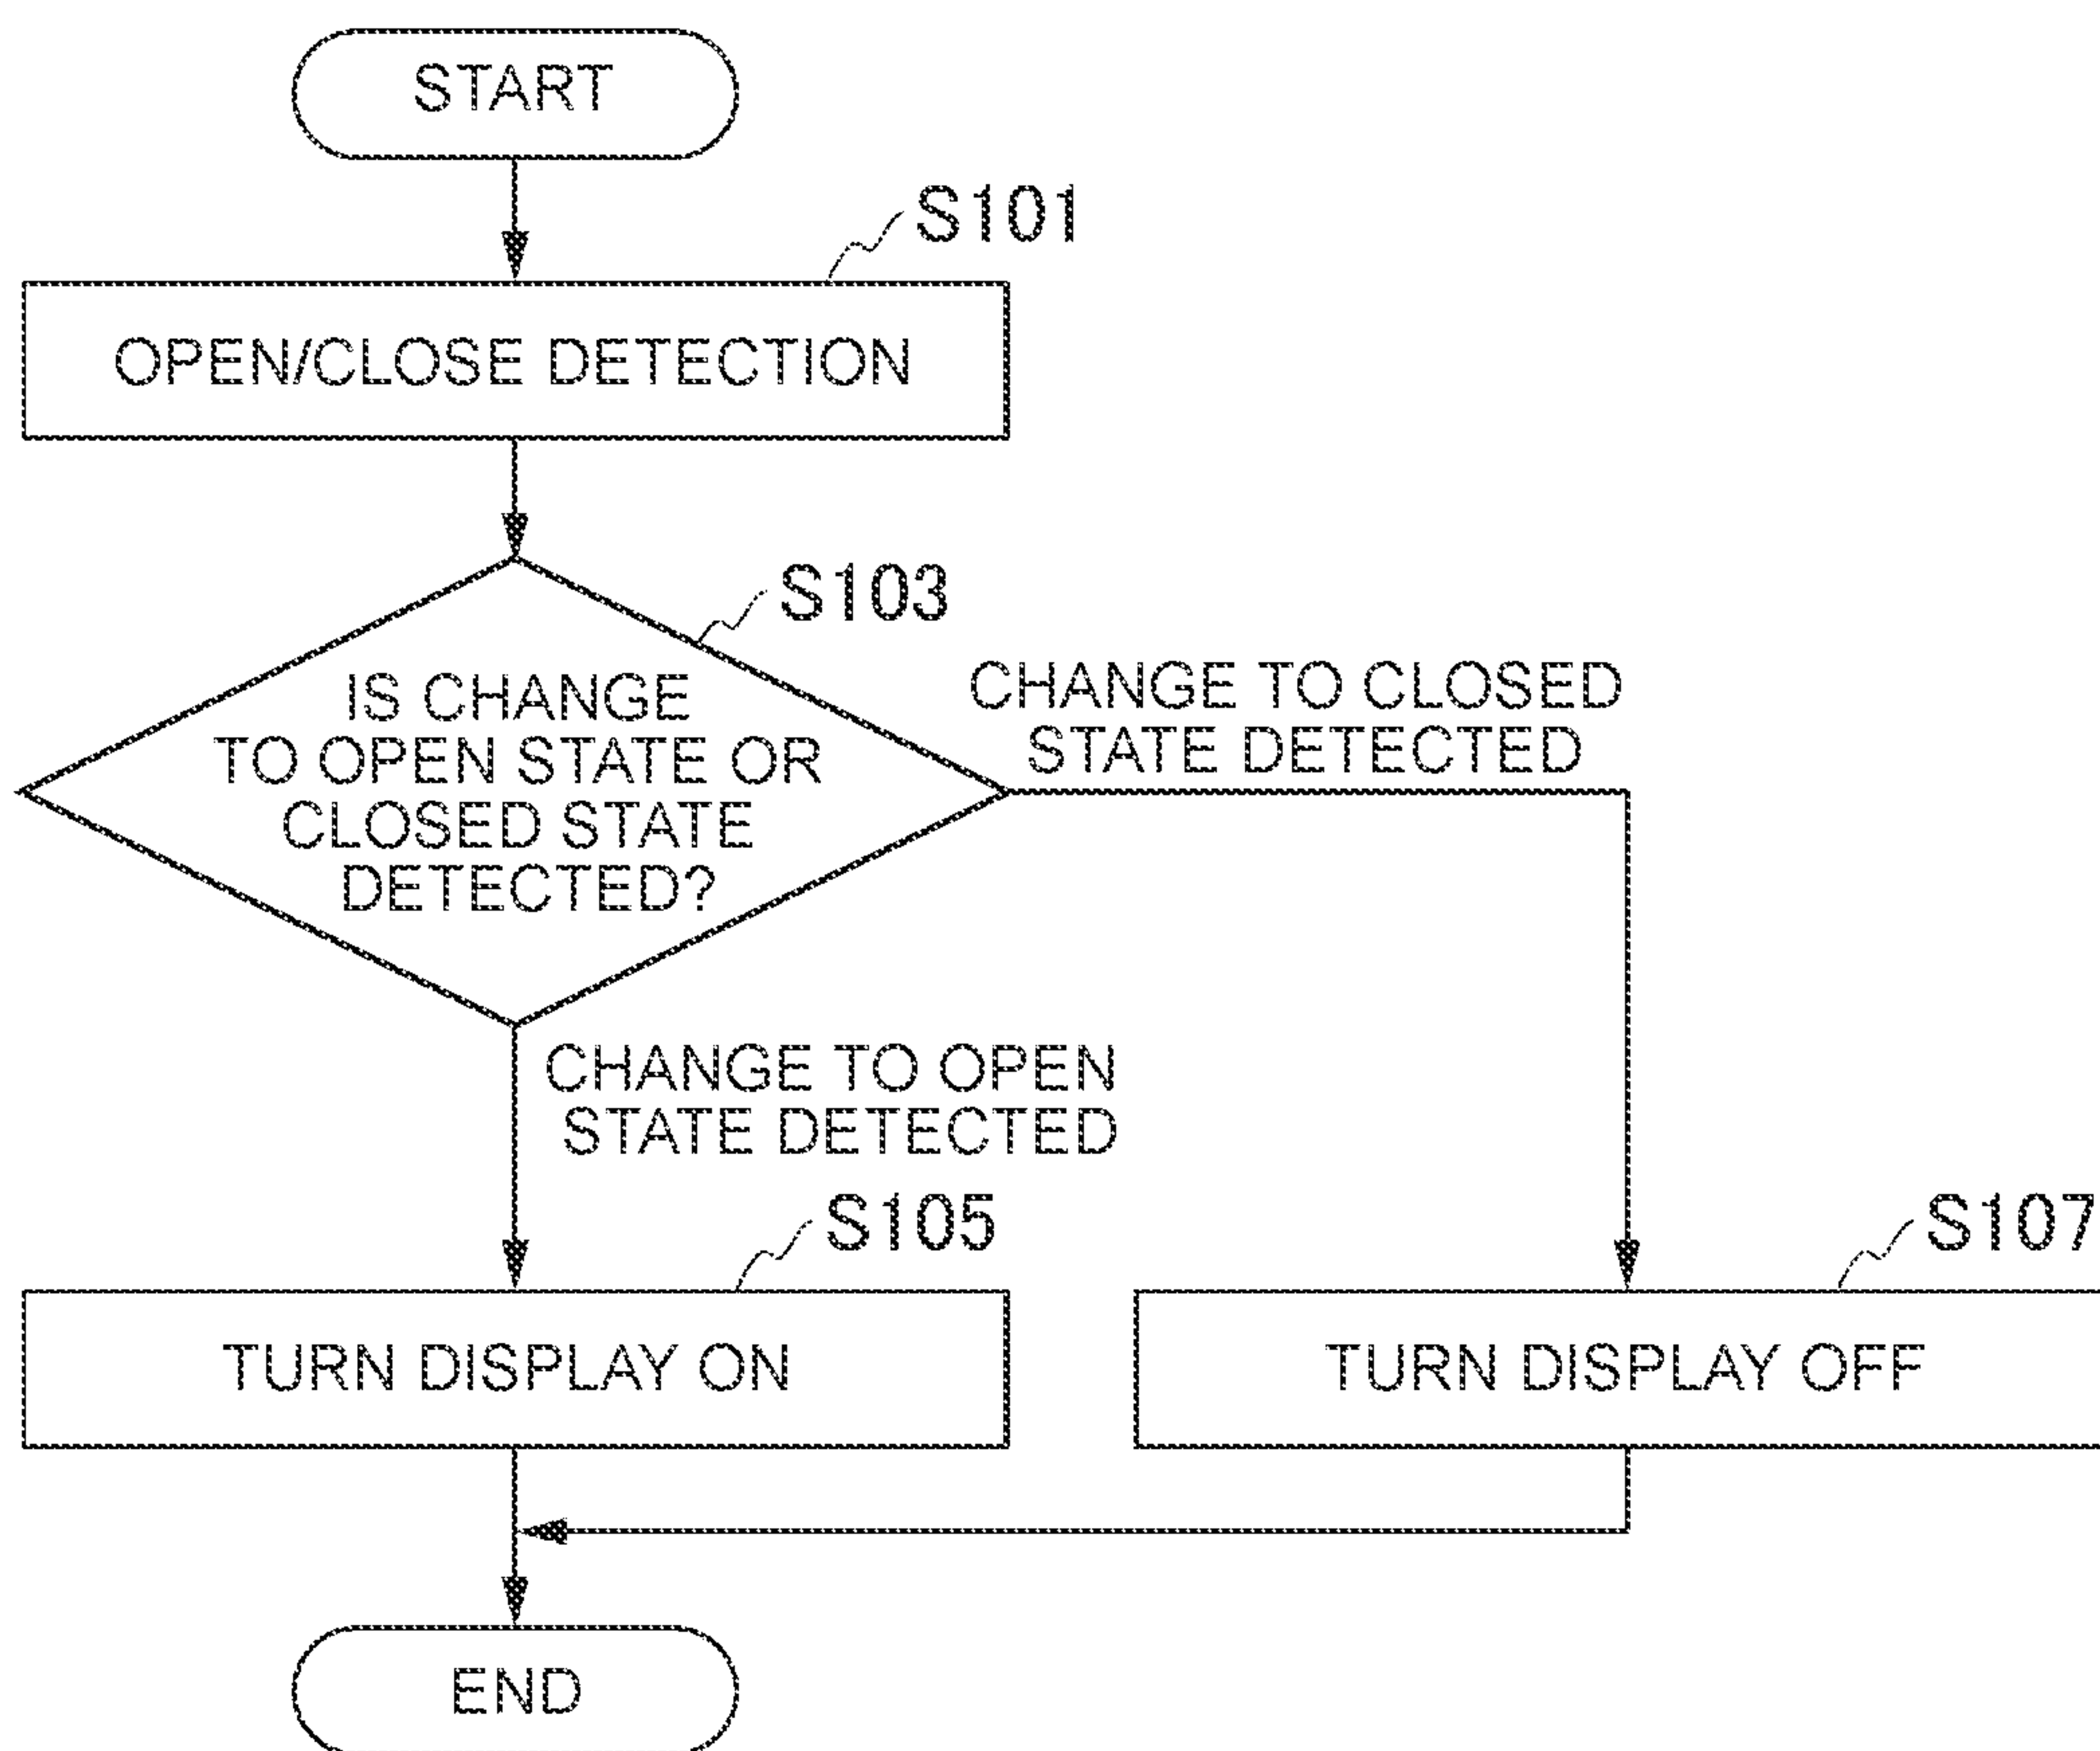 START
S101
OPEN/CLOSE DETECTION
S103
IS CHANGE
TO OPEN STATE OR
CLOSED STATE
DETECTED?
CHANGE TO CLOSED
STATE DETECTED
CHANGE TO OPEN
STATE DETECTED
S105
TURN DISPLAY ON
S107
TURN DISPLAY OFF
END